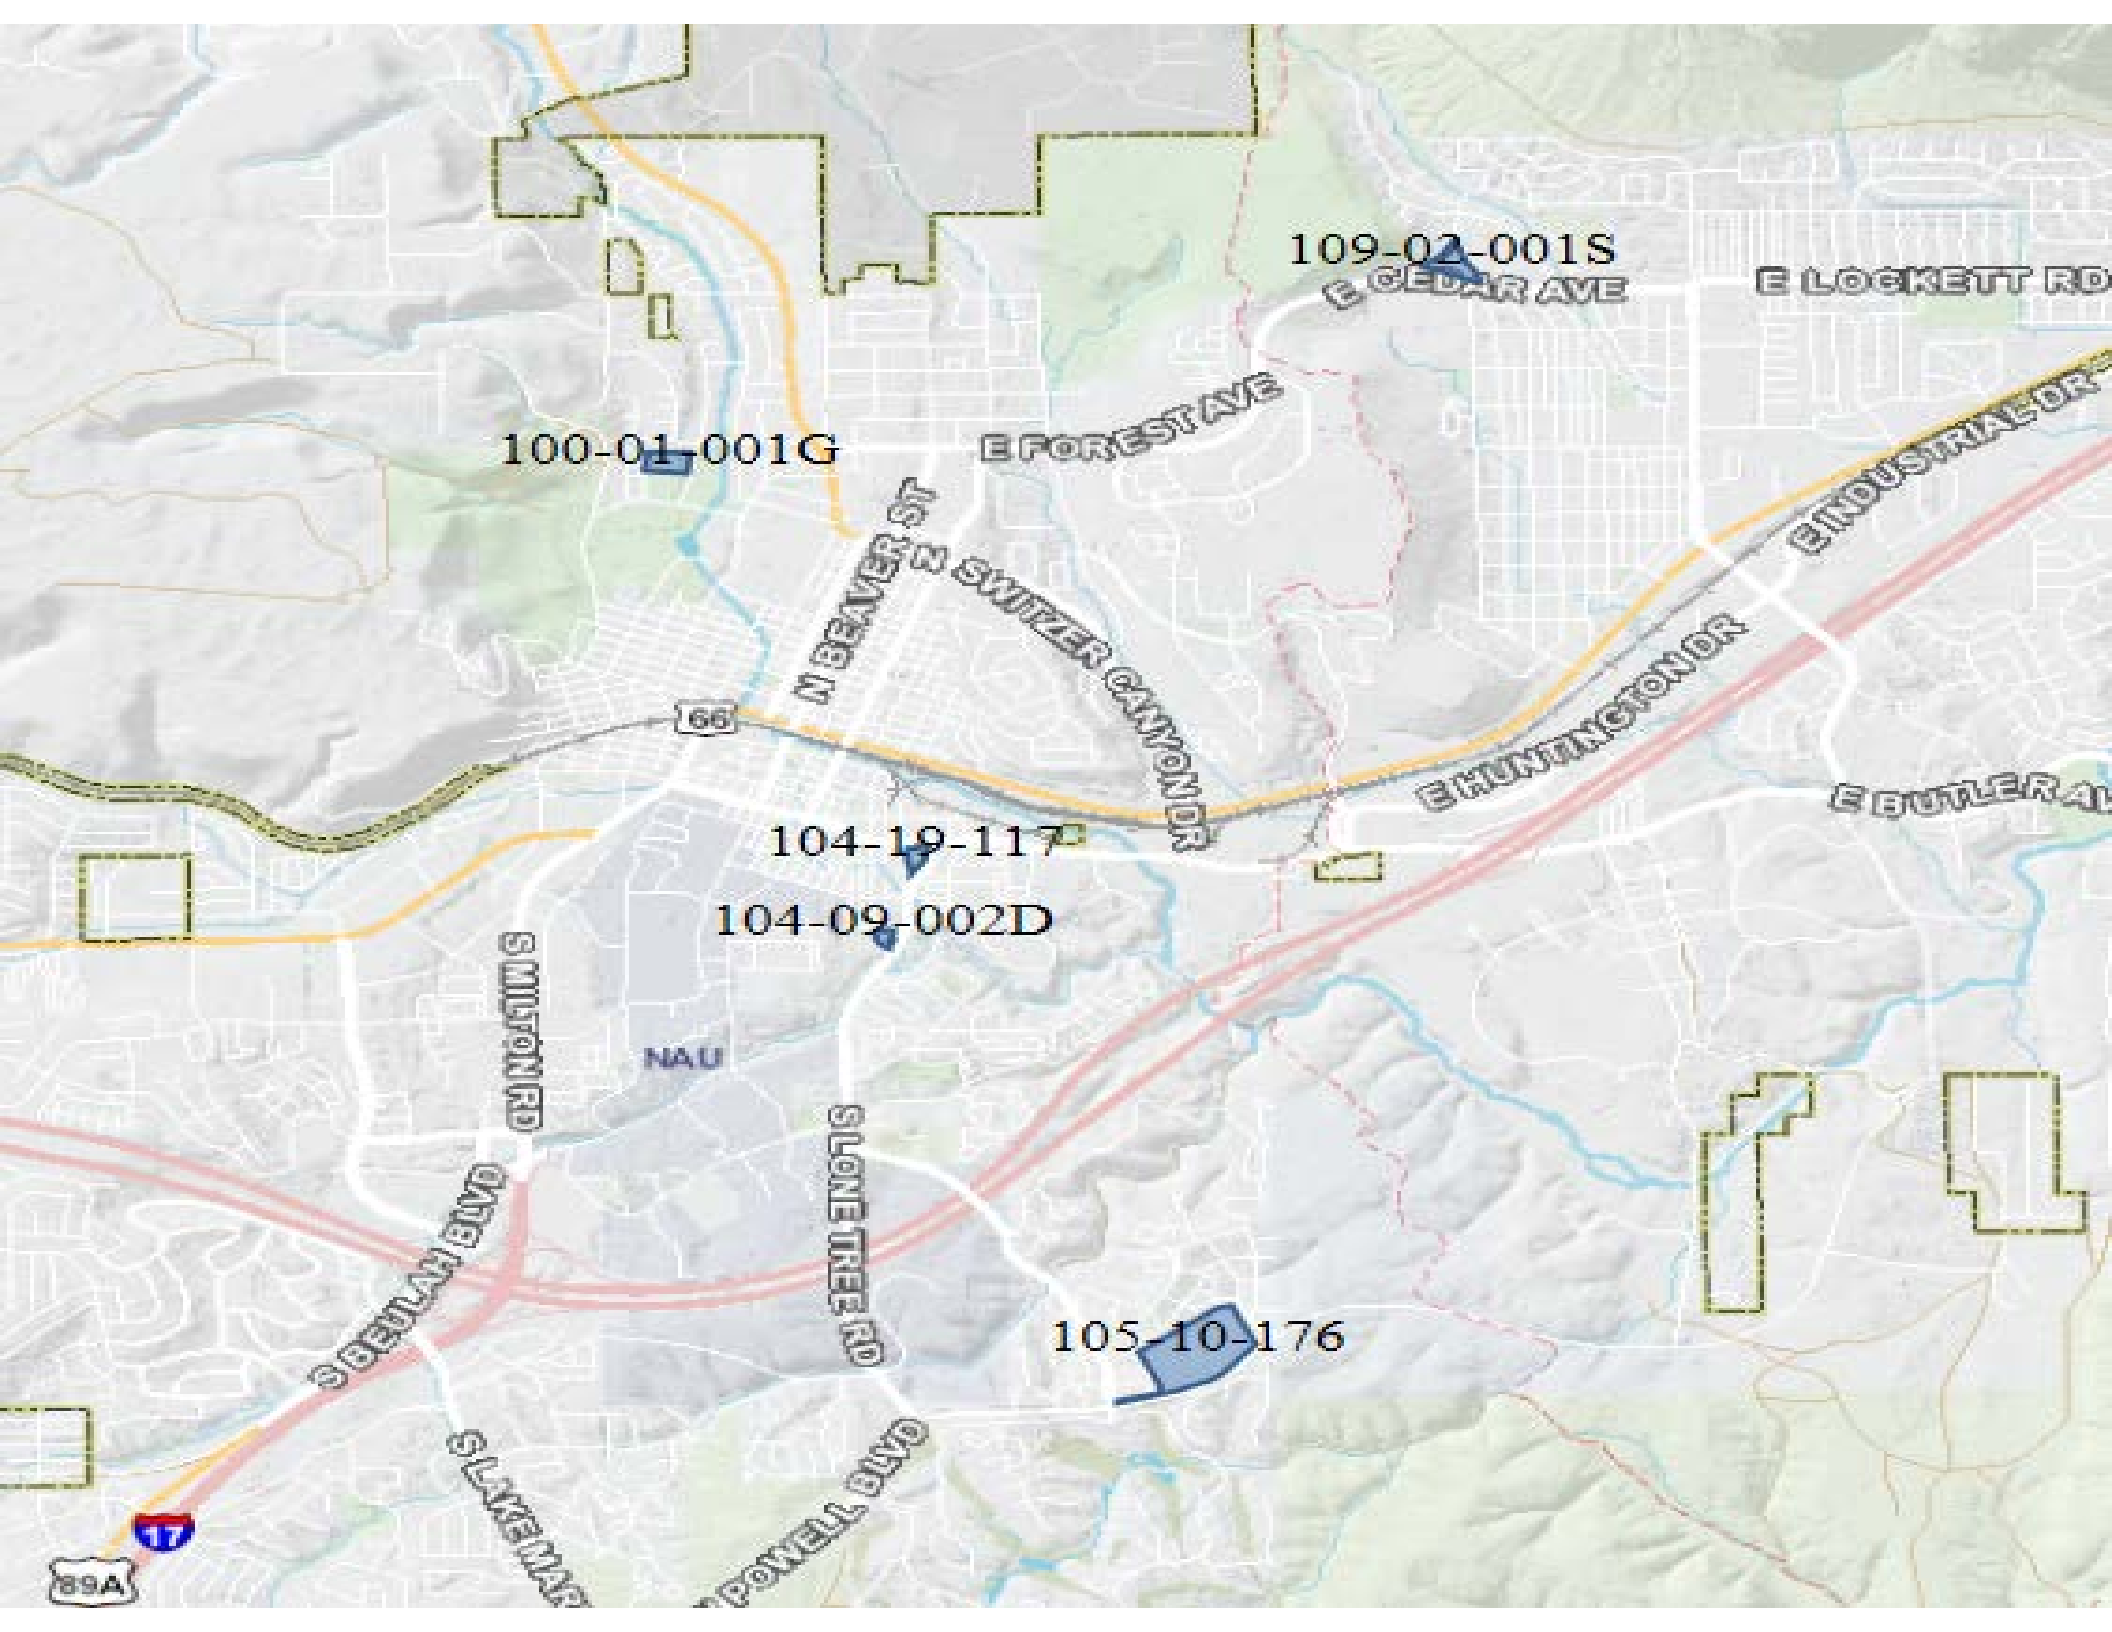 109-02-001S
E CEDAR AVE
E LOCKETT RD
E FOREST AVE
E INDUSTRIAL DR
100-01-001G
N BEAVER ST
N SWITZER CANYON DR
E HUNTINGTON DR
66
E BUTLER AV
104-19-117
104-09-002D
S MILTON RD
NAU
S LONE TREE RD
S BEULAH BLVD
105-10-176
S LAKE MARY
POWELL BLVD
17
89A